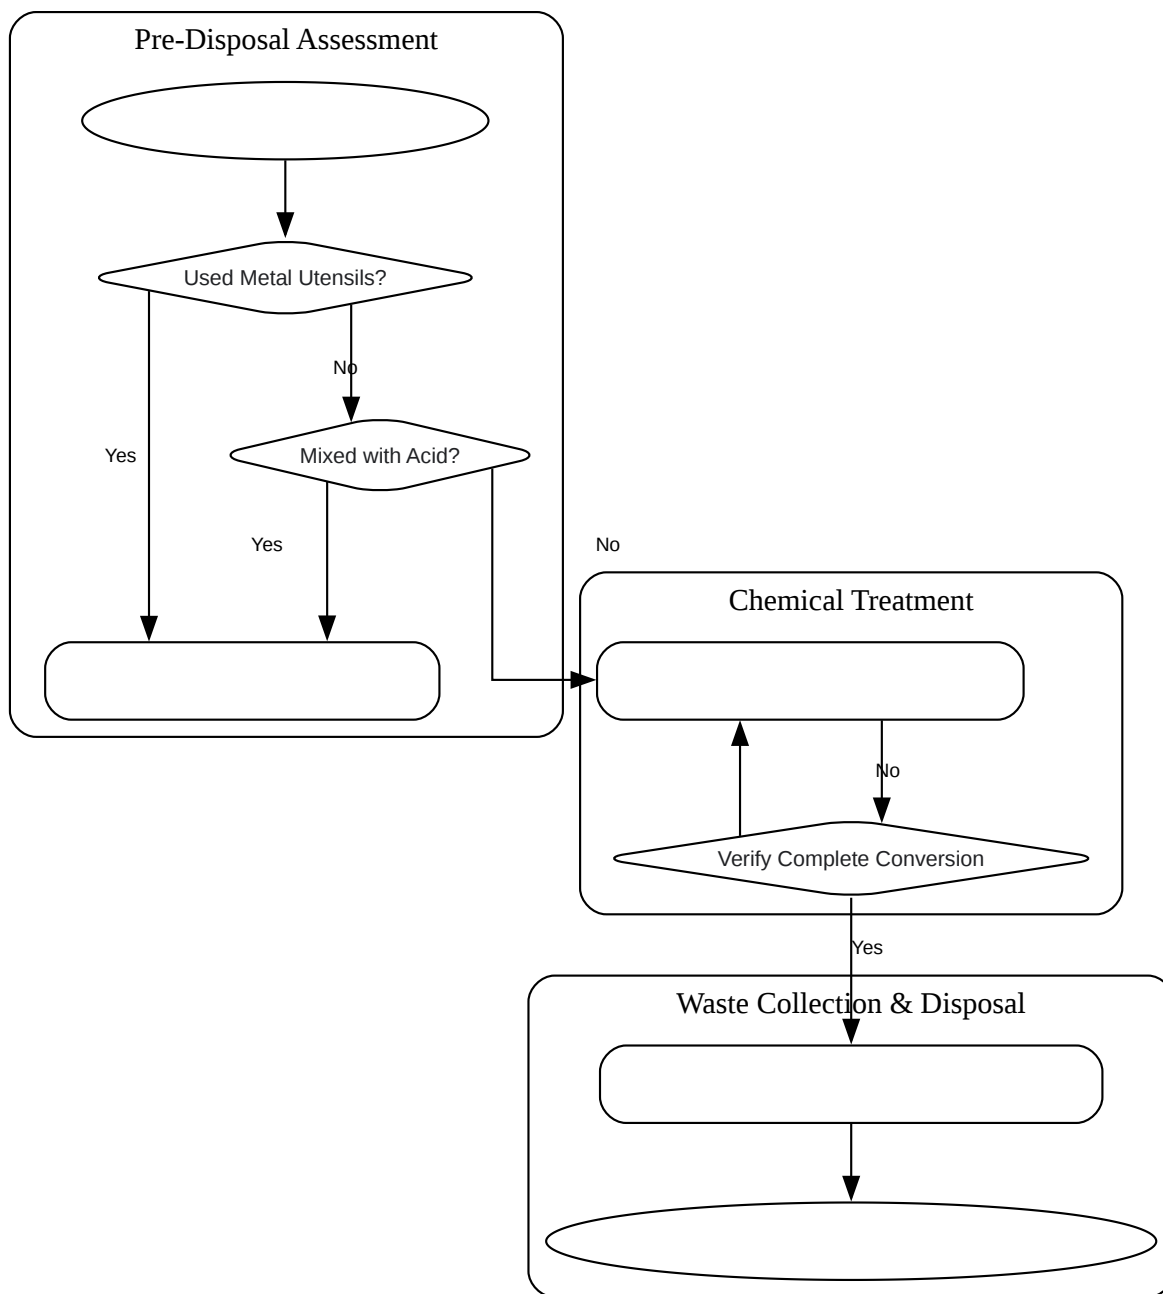 Pre-Disposal Assessment
Used Metal Utensils?
No
Mixed with Acid?
Yes
Yes
No
Chemical Treatment
No
Verify Complete Conversion
Yes
Waste Collection & Disposal